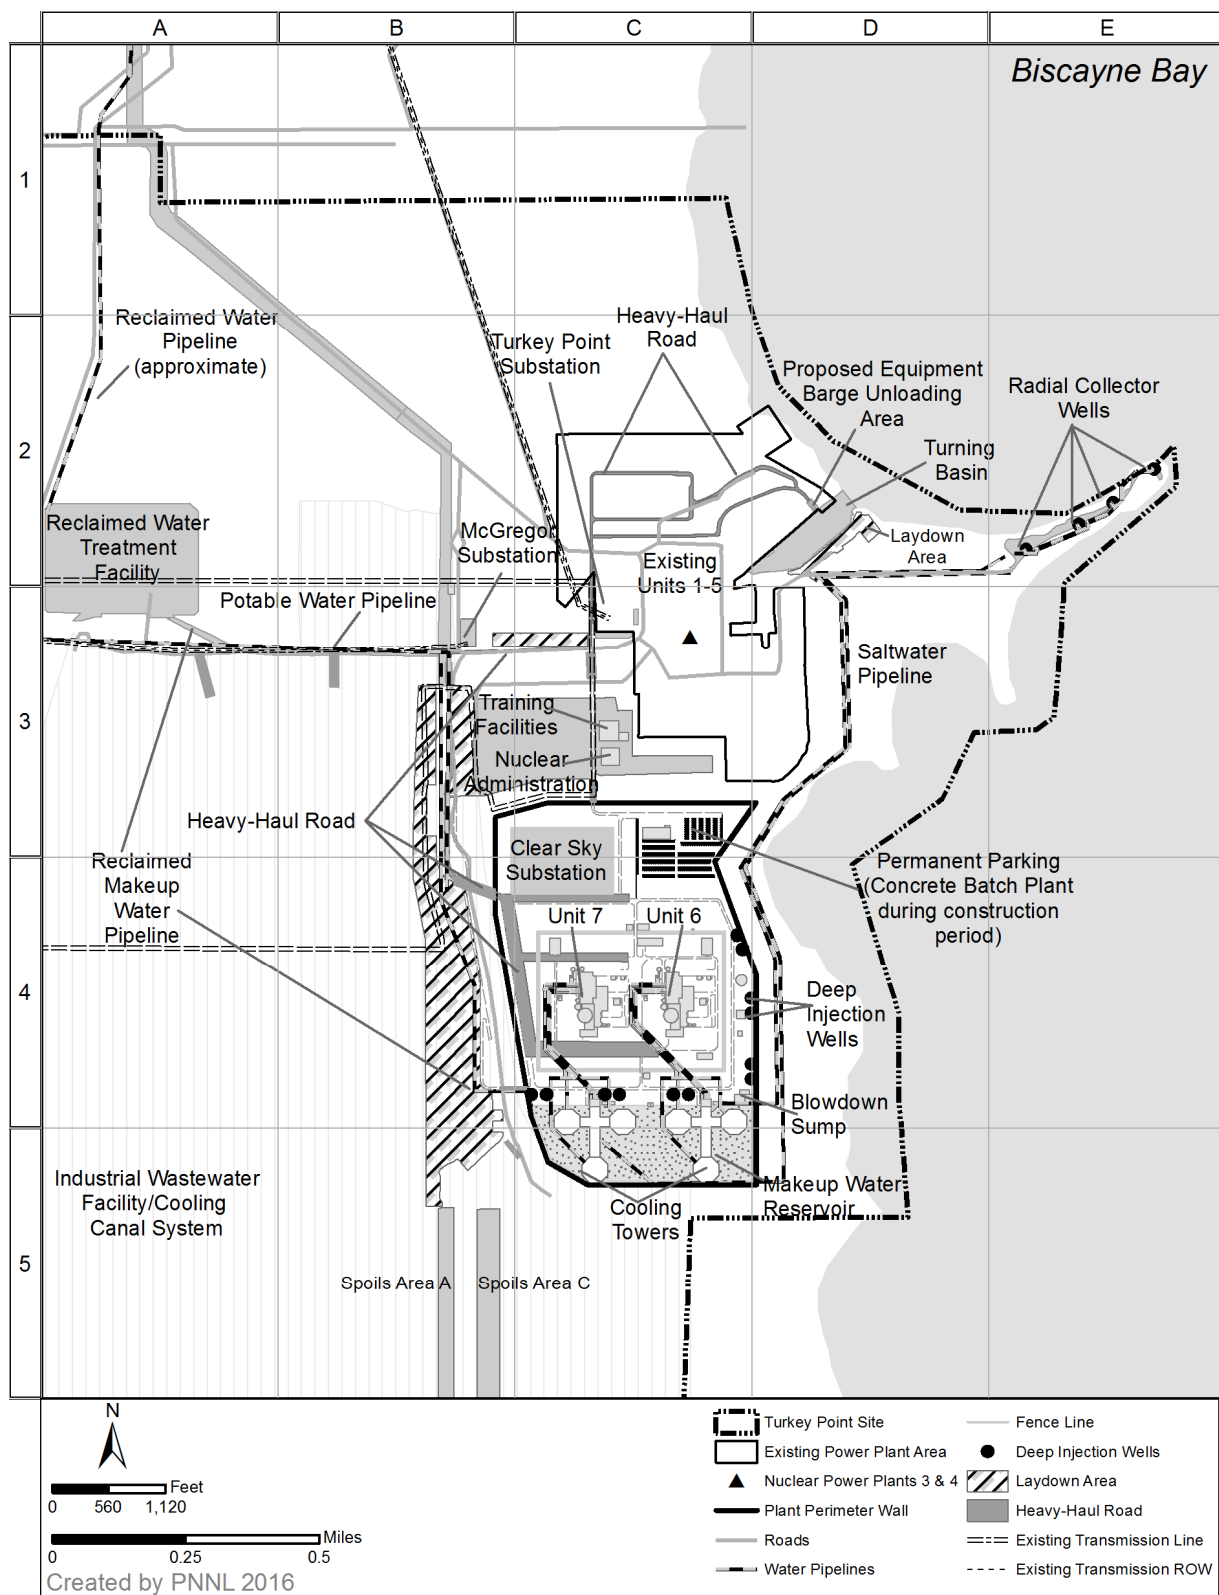 A B C D E
Biscayne Bay
1
2
3
4
5
Reclaimed Water
Pipeline
(approximate)
Turkey Point
Substation
Heavy-Haul
Road
Proposed Equipment
Barge Unloading
Area
Radial Collector
Wells
Turning
Basin
Reclaimed Water
Treatment
Facility
McGregor
Substation
Existing
Units 1-5
Laydown
Area
Potable Water Pipeline
Saltwater
Pipeline
Training
Facilities
Nuclear
Administration
Heavy-Haul Road
Clear Sky
Substation
Reclaimed
Makeup
Water
Pipeline
Permanent Parking
(Concrete Batch Plant
during construction
period)
Unit 7
Unit 6
Deep
Injection
Wells
Blowdown
Sump
Industrial Wastewater
Facility/Cooling
Canal System
Makeup Water
Reservoir
Cooling
Towers
Spoils Area A
Spoils Area C
N
Feet
0 560 1,120
Miles
0 0.25 0.5
Created by PNNL 2016
Turkey Point Site
Existing Power Plant Area
Nuclear Power Plants 3 & 4
Plant Perimeter Wall
Roads
Water Pipelines
Fence Line
Deep Injection Wells
Laydown Area
Heavy-Haul Road
Existing Transmission Line
Existing Transmission ROW